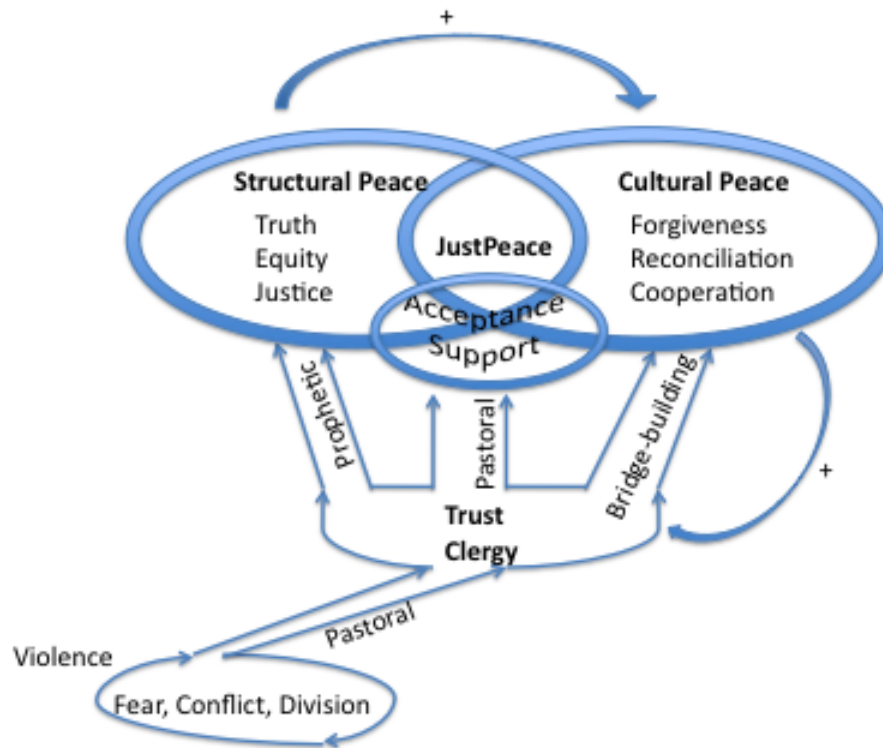 +
Structural Peace
Truth
Equity
Justice
JustPeace
Cultural Peace
Forgiveness
Reconciliation
Cooperation
Acceptance
Support
Prophetic
Pastoral
Bridge-building
+
Trust
Clergy
Pastoral
Violence
Fear, Conflict, Division